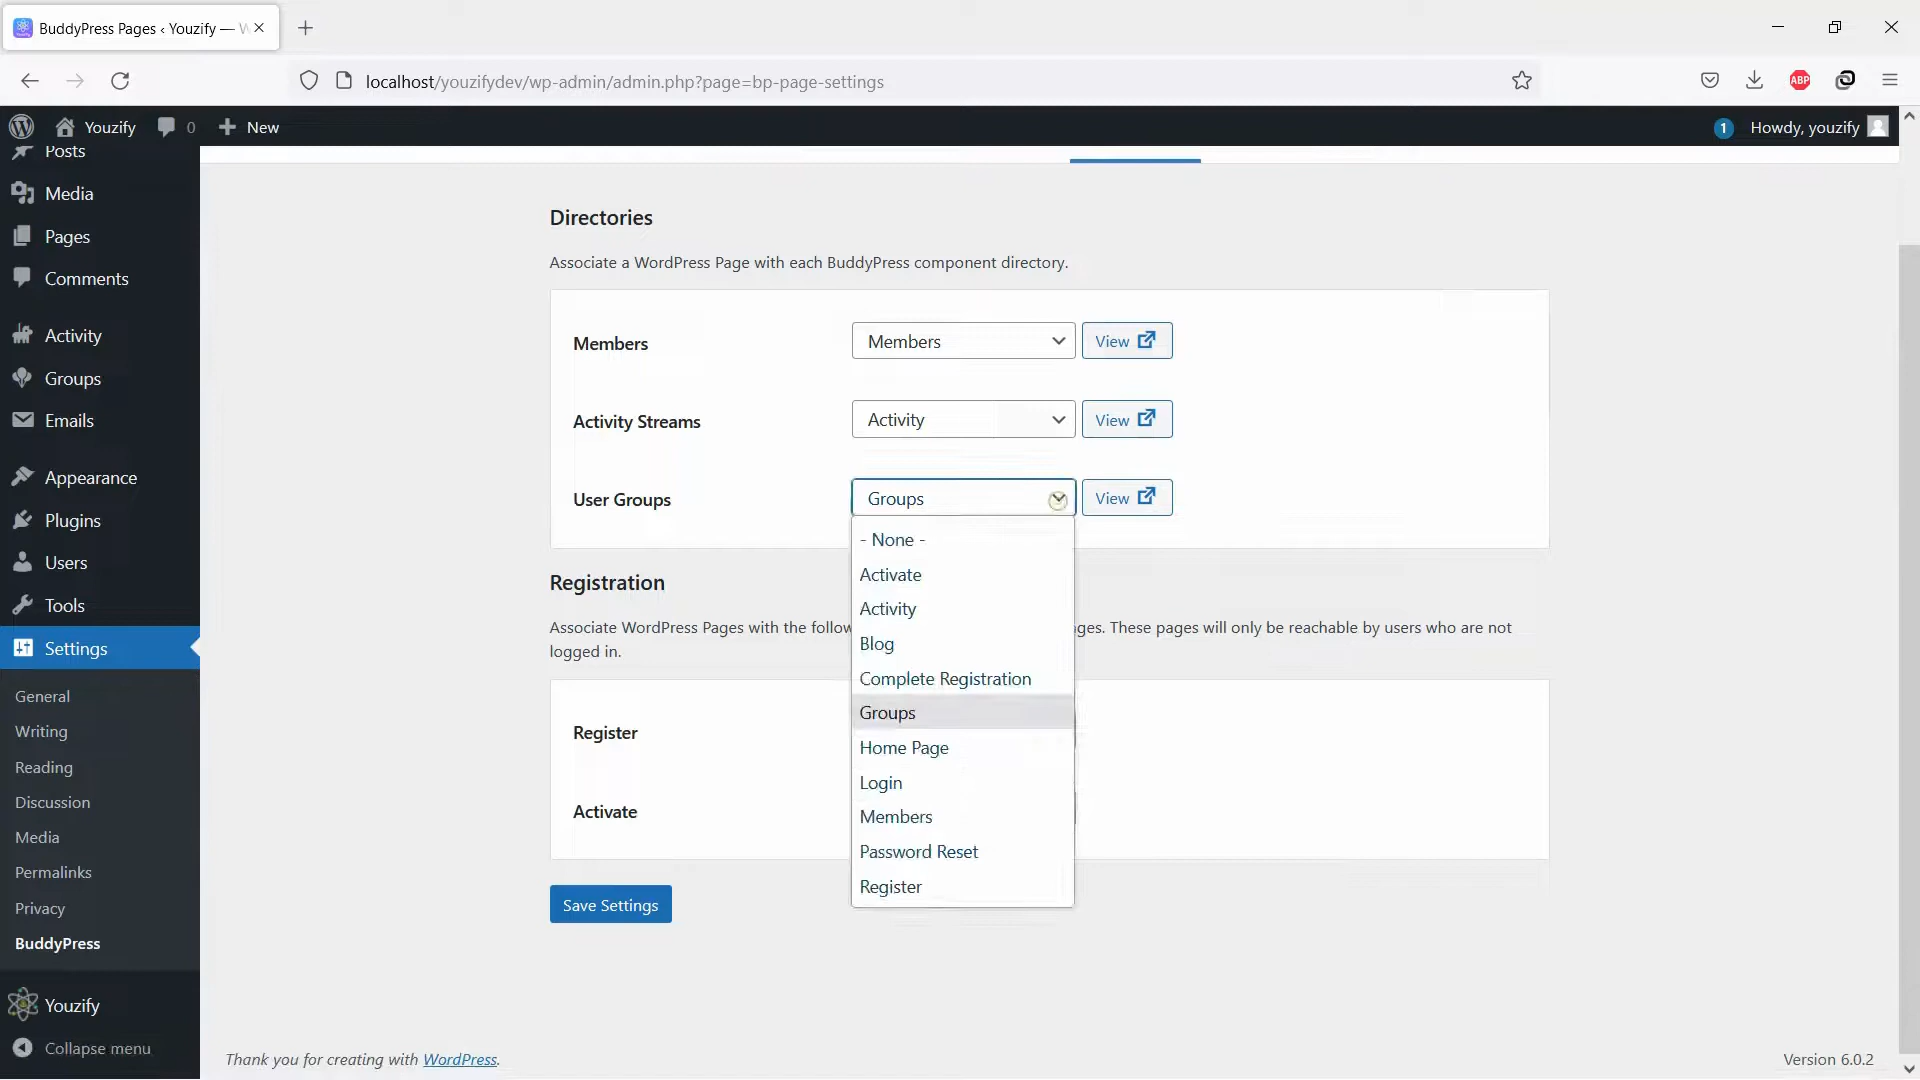 BuddyPress Pages ‹ Youzify — W
localhost/youzifydev/wp-admin/admin.php?page=bp-page-settings
ABP
Youzify
0
New
1
Howdy, youzify
Posts
Media
Pages
Comments
Activity
Groups
Emails
Appearance
Plugins
Users
Tools
Settings
General
Writing
Reading
Discussion
Media
Permalinks
Privacy
BuddyPress
Youzify
Collapse menu
Directories
Associate a WordPress Page with each BuddyPress component directory.
Members
Members
View
Activity Streams
Activity
View
User Groups
Groups
View
- None -
Activate
Activity
Blog
Complete Registration
Groups
Home Page
Login
Members
Password Reset
Register
Registration
Associate WordPress Pages with the follow ges. These pages will only be reachable by users who are not
logged in.
Register
Activate
Save Settings
Thank you for creating with WordPress.
Version 6.0.2